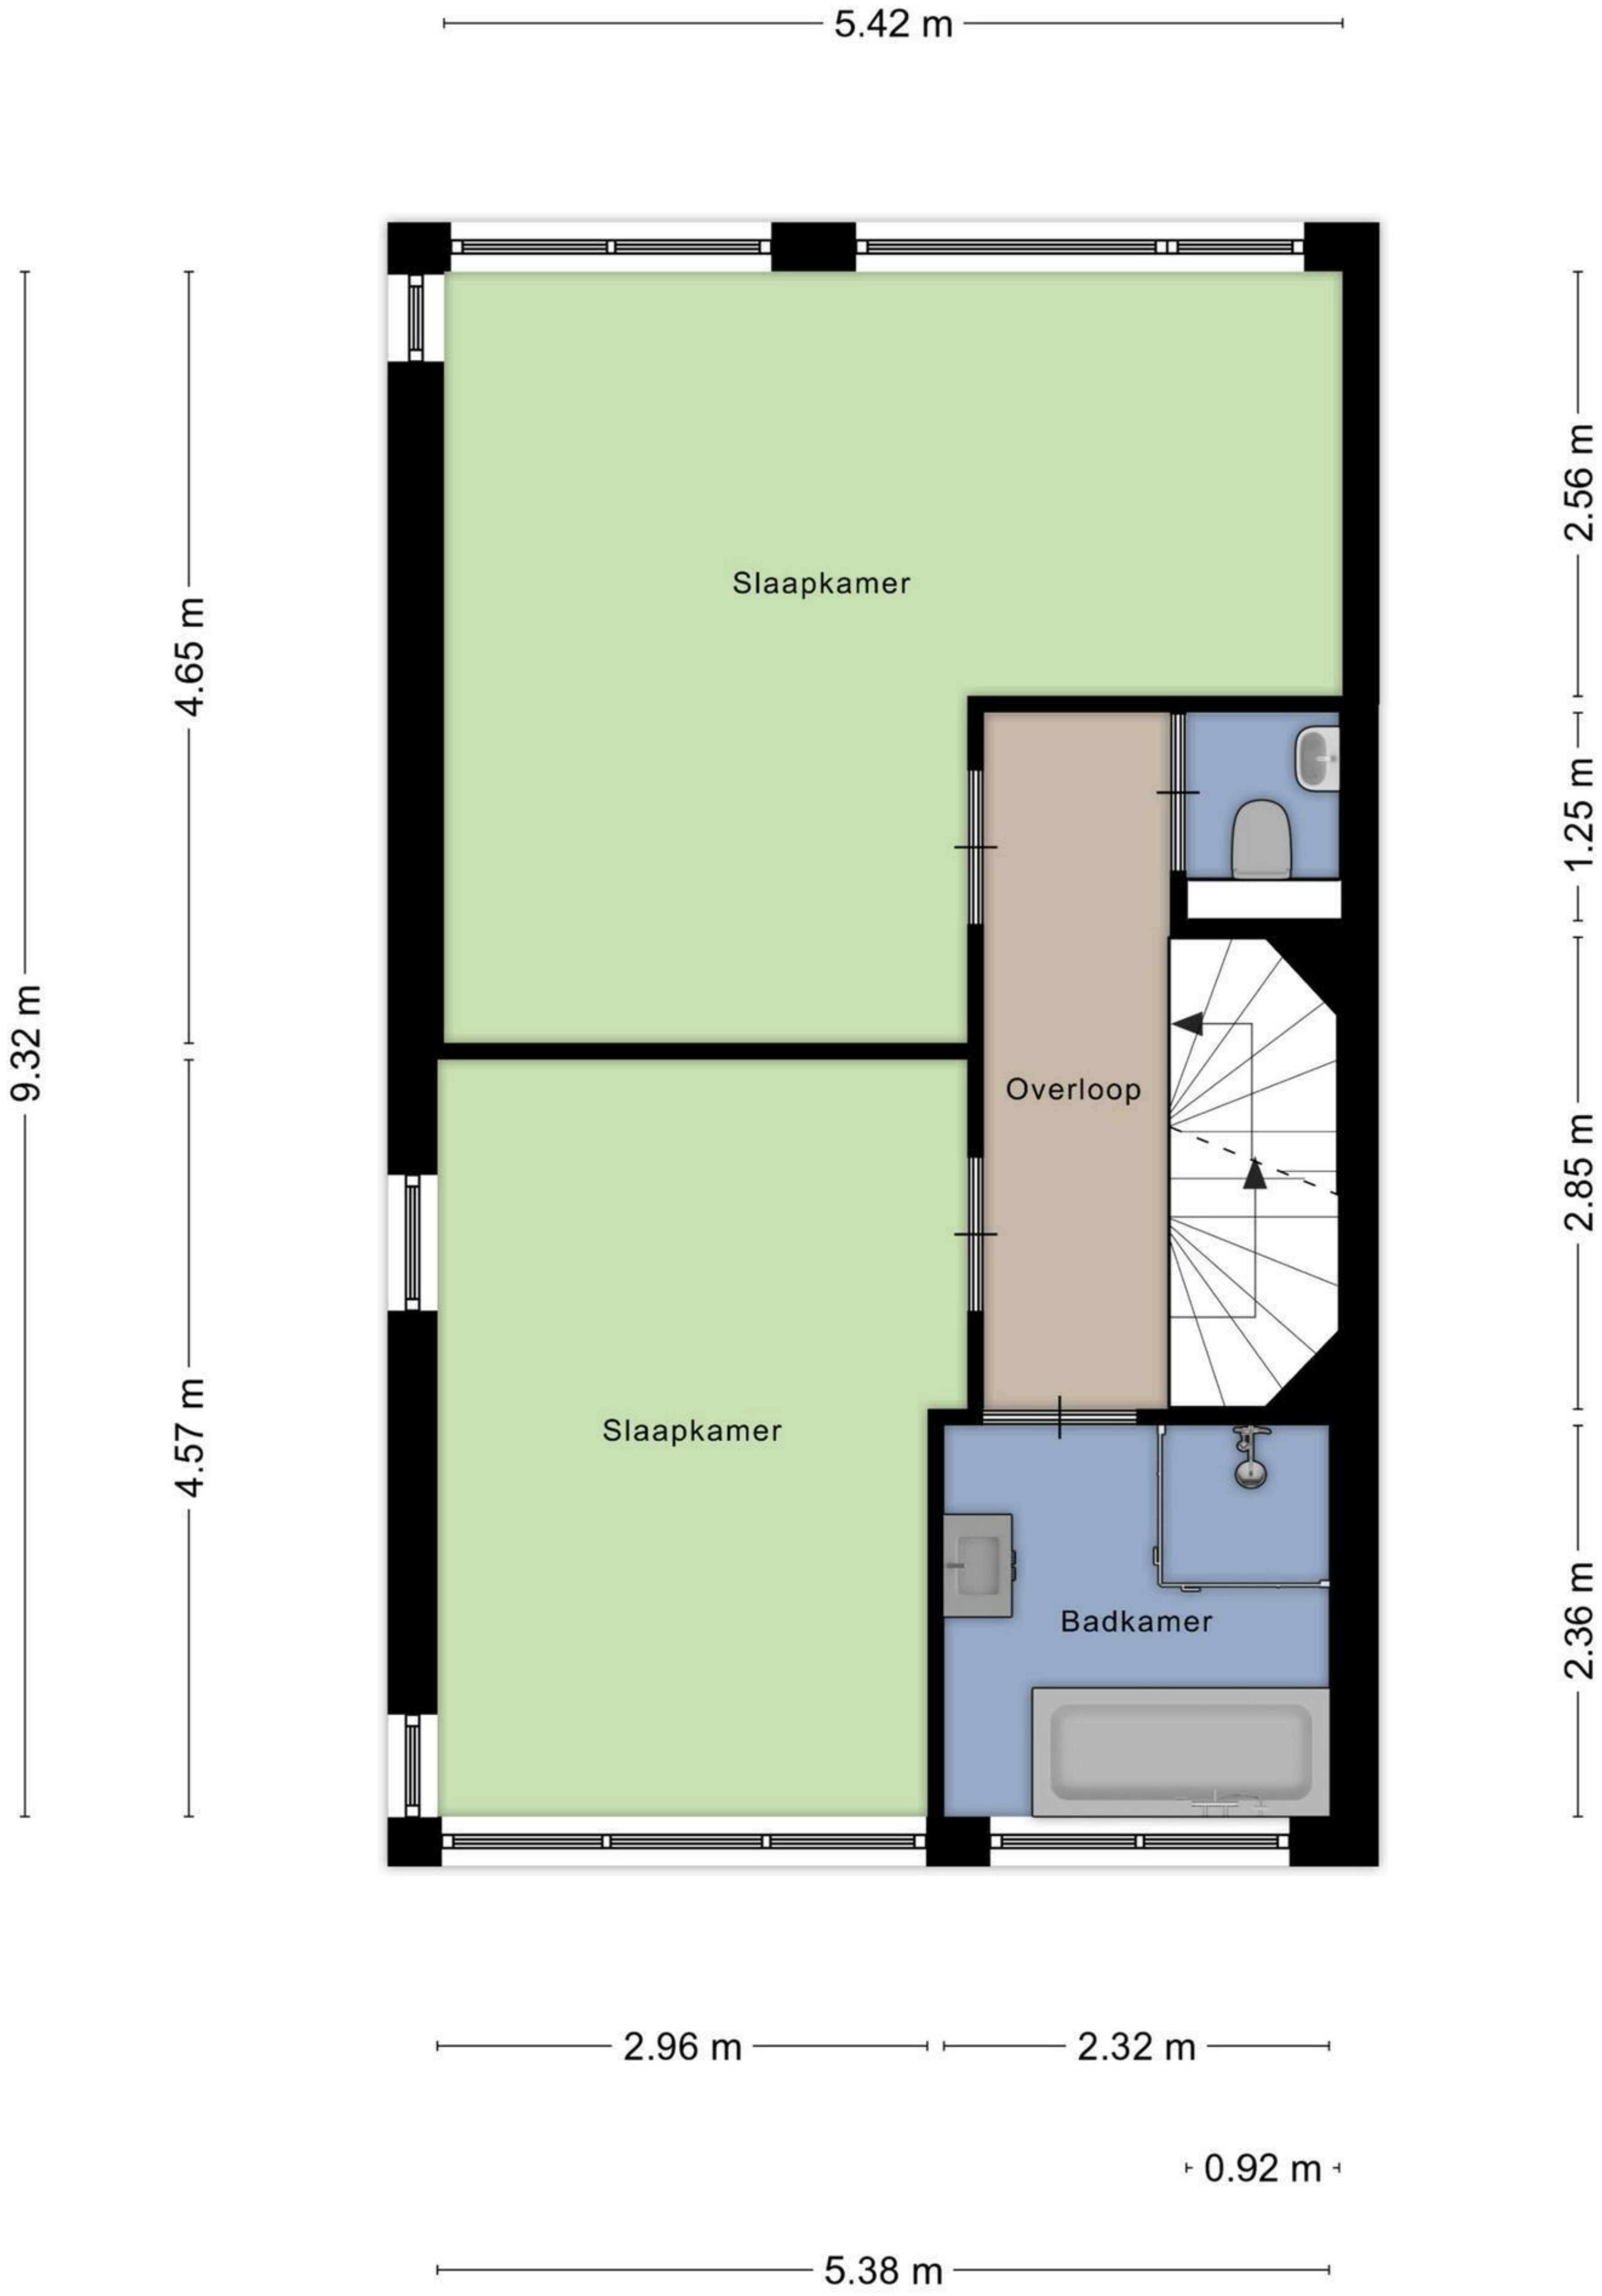 5.42 m
2.56 m
Slaapkamer
4.65 m
1.25 m
9.32 m
Overloop
2.85 m
4.57 m
Slaapkamer
Badkamer
2.36 m
2.96 m
2.32 m
0.92 m
5.38 m